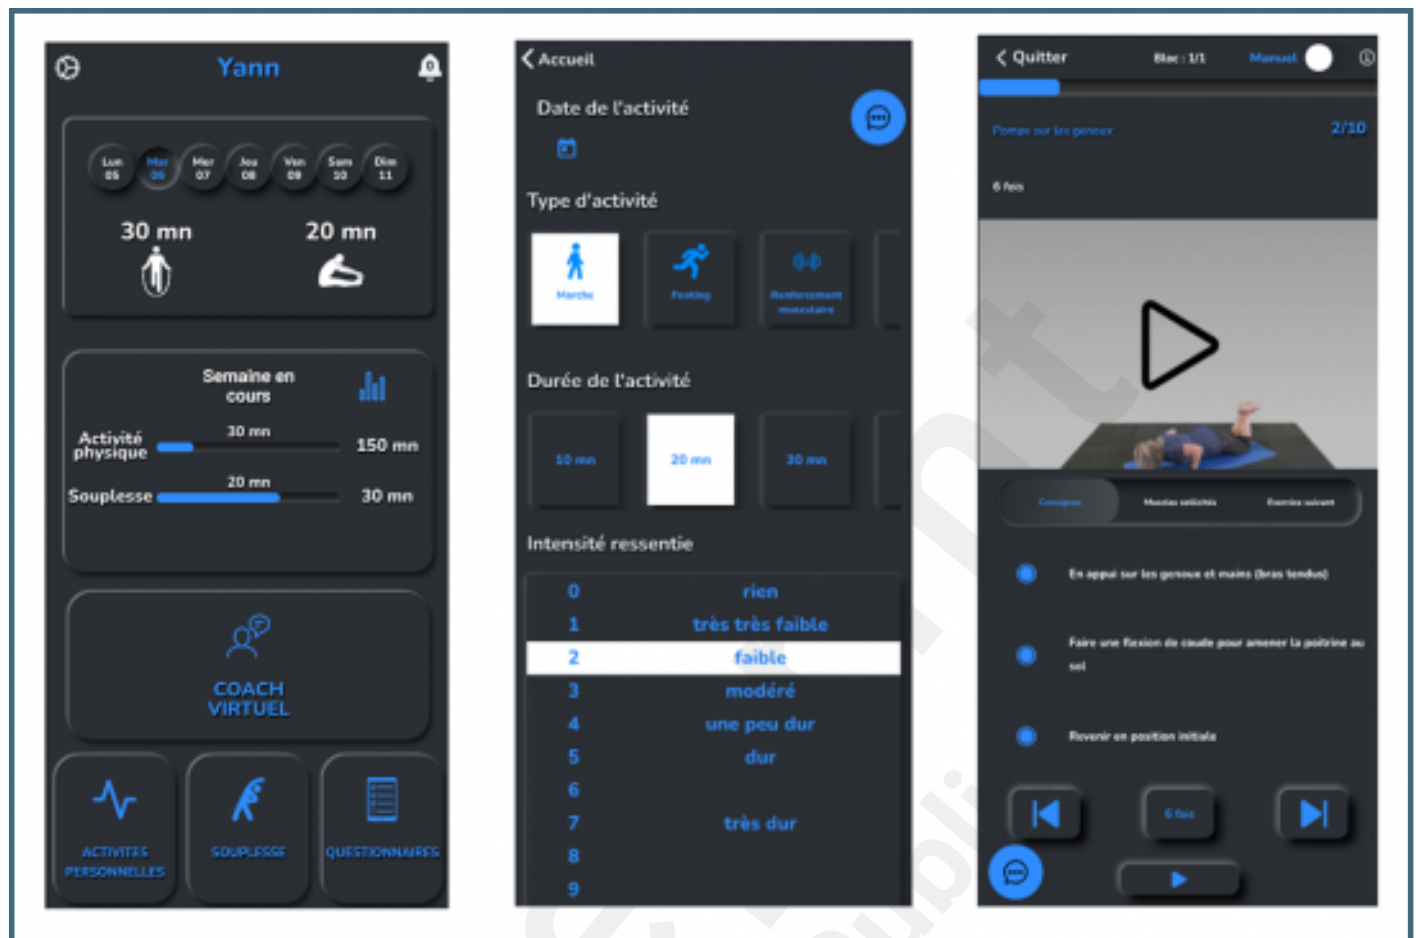 Yann
0
Lun 05
Mar 06
Mer 07
Jeu 08
Ven 09
Sam 10
Dim 11
30 mn
20 mn
Semaine en
cours
Activité
physique
30 mn
150 mn
Souplesse
20 mn
30 mn
COACH
VIRTUEL
ACTIVITES
PERSONNELLES
SOUPLESSE
QUESTIONNAIRES
Accueil
Date de l'activité
Type d'activité
Marche
Footing
Renforcement
musculaire
Durée de l'activité
10 mn
20 mn
30 mn
Intensité ressentie
0 rien
1 très très faible
2 faible
3 modéré
4 une peu dur
5 dur
6
7 très dur
8
9
Quitter
Bloc : 1/1
Manuel
Pompe sur les genoux
2/10
6 fois
Consignes
Muscles sollicités
Exercice suivant
En appui sur les genoux et mains (bras tendus)
Faire une flexion de coude pour amener la poitrine au
sol
Revenir en position initiale
6 fois